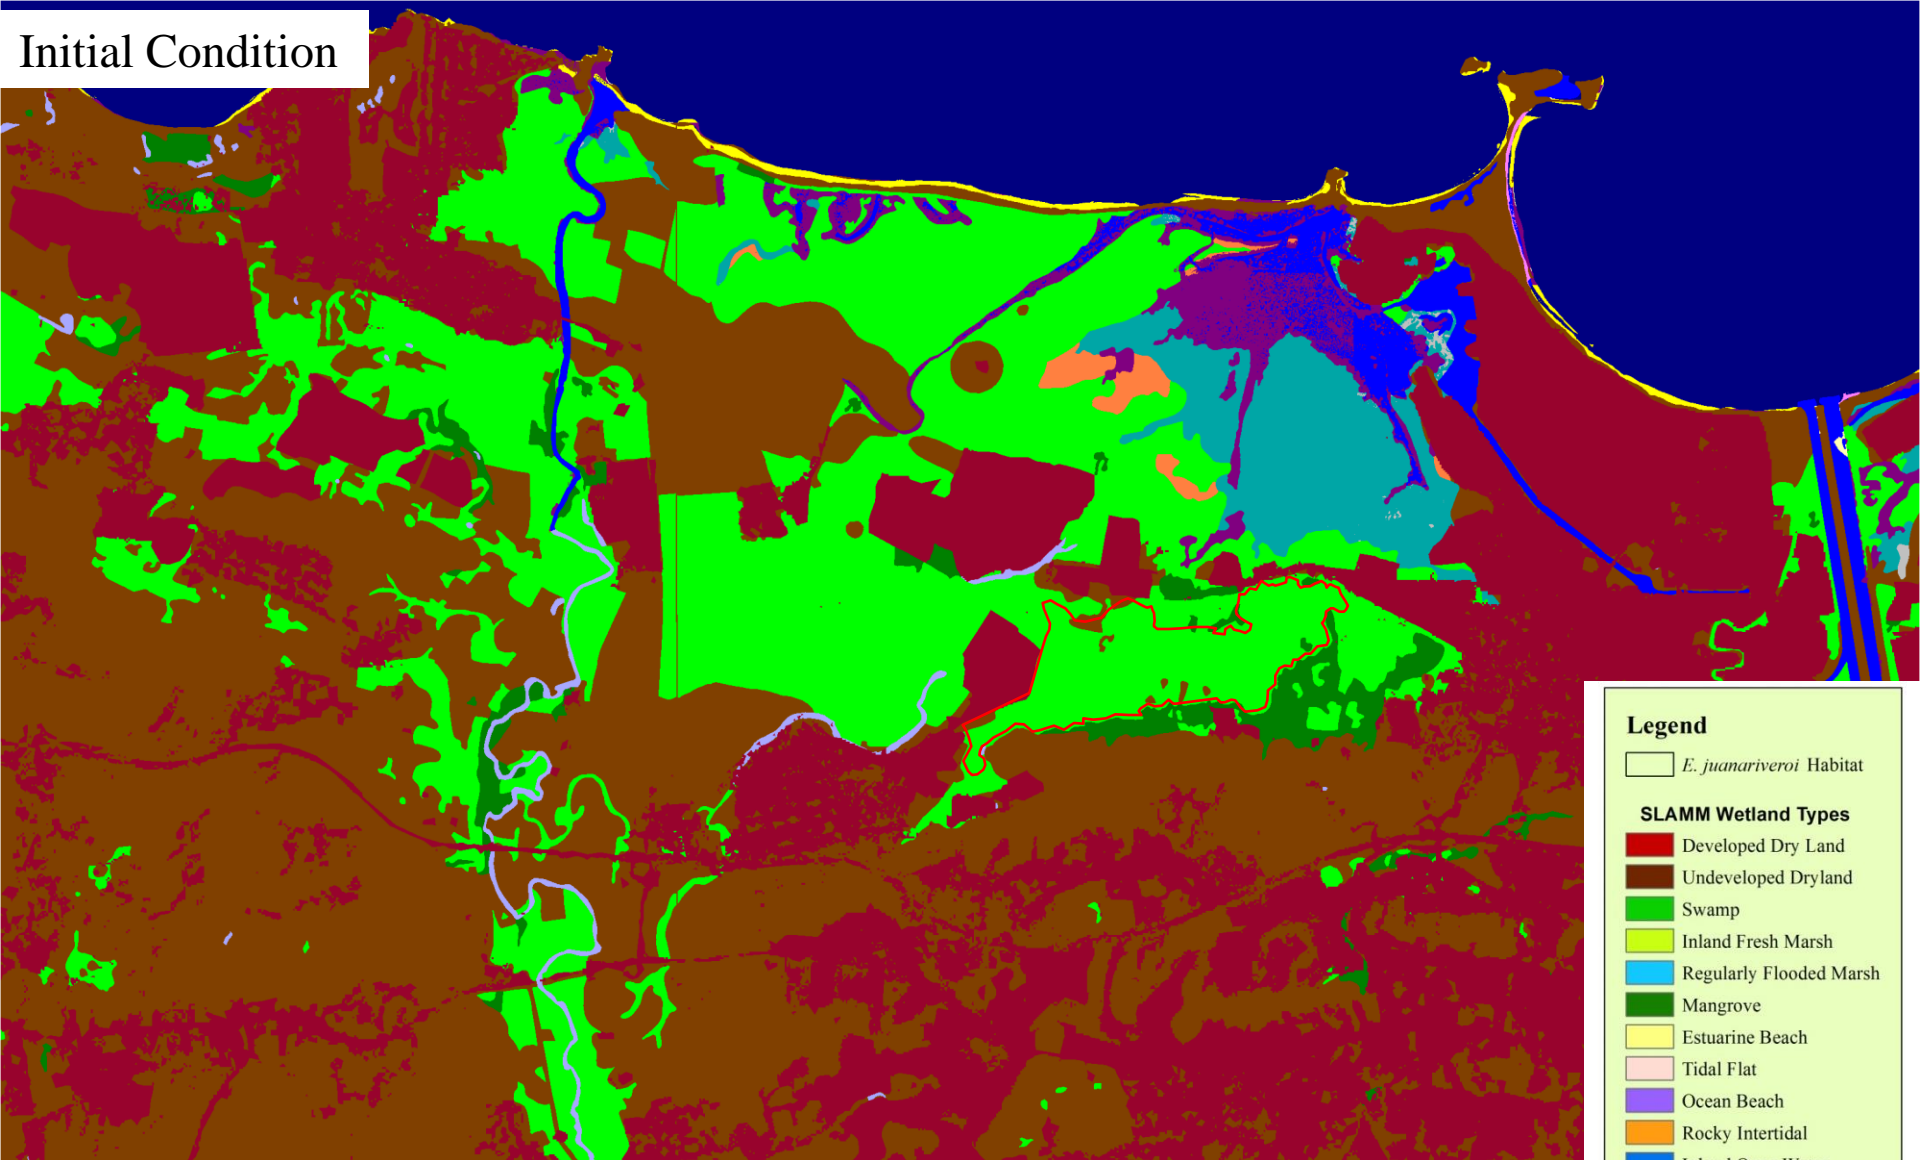 Initial Condition
Legend
E. juanariveroi Habitat
SLAMM Wetland Types
Developed Dry Land
Undeveloped Dryland
Swamp
Inland Fresh Marsh
Regularly Flooded Marsh
Mangrove
Estuarine Beach
Tidal Flat
Ocean Beach
Rocky Intertidal